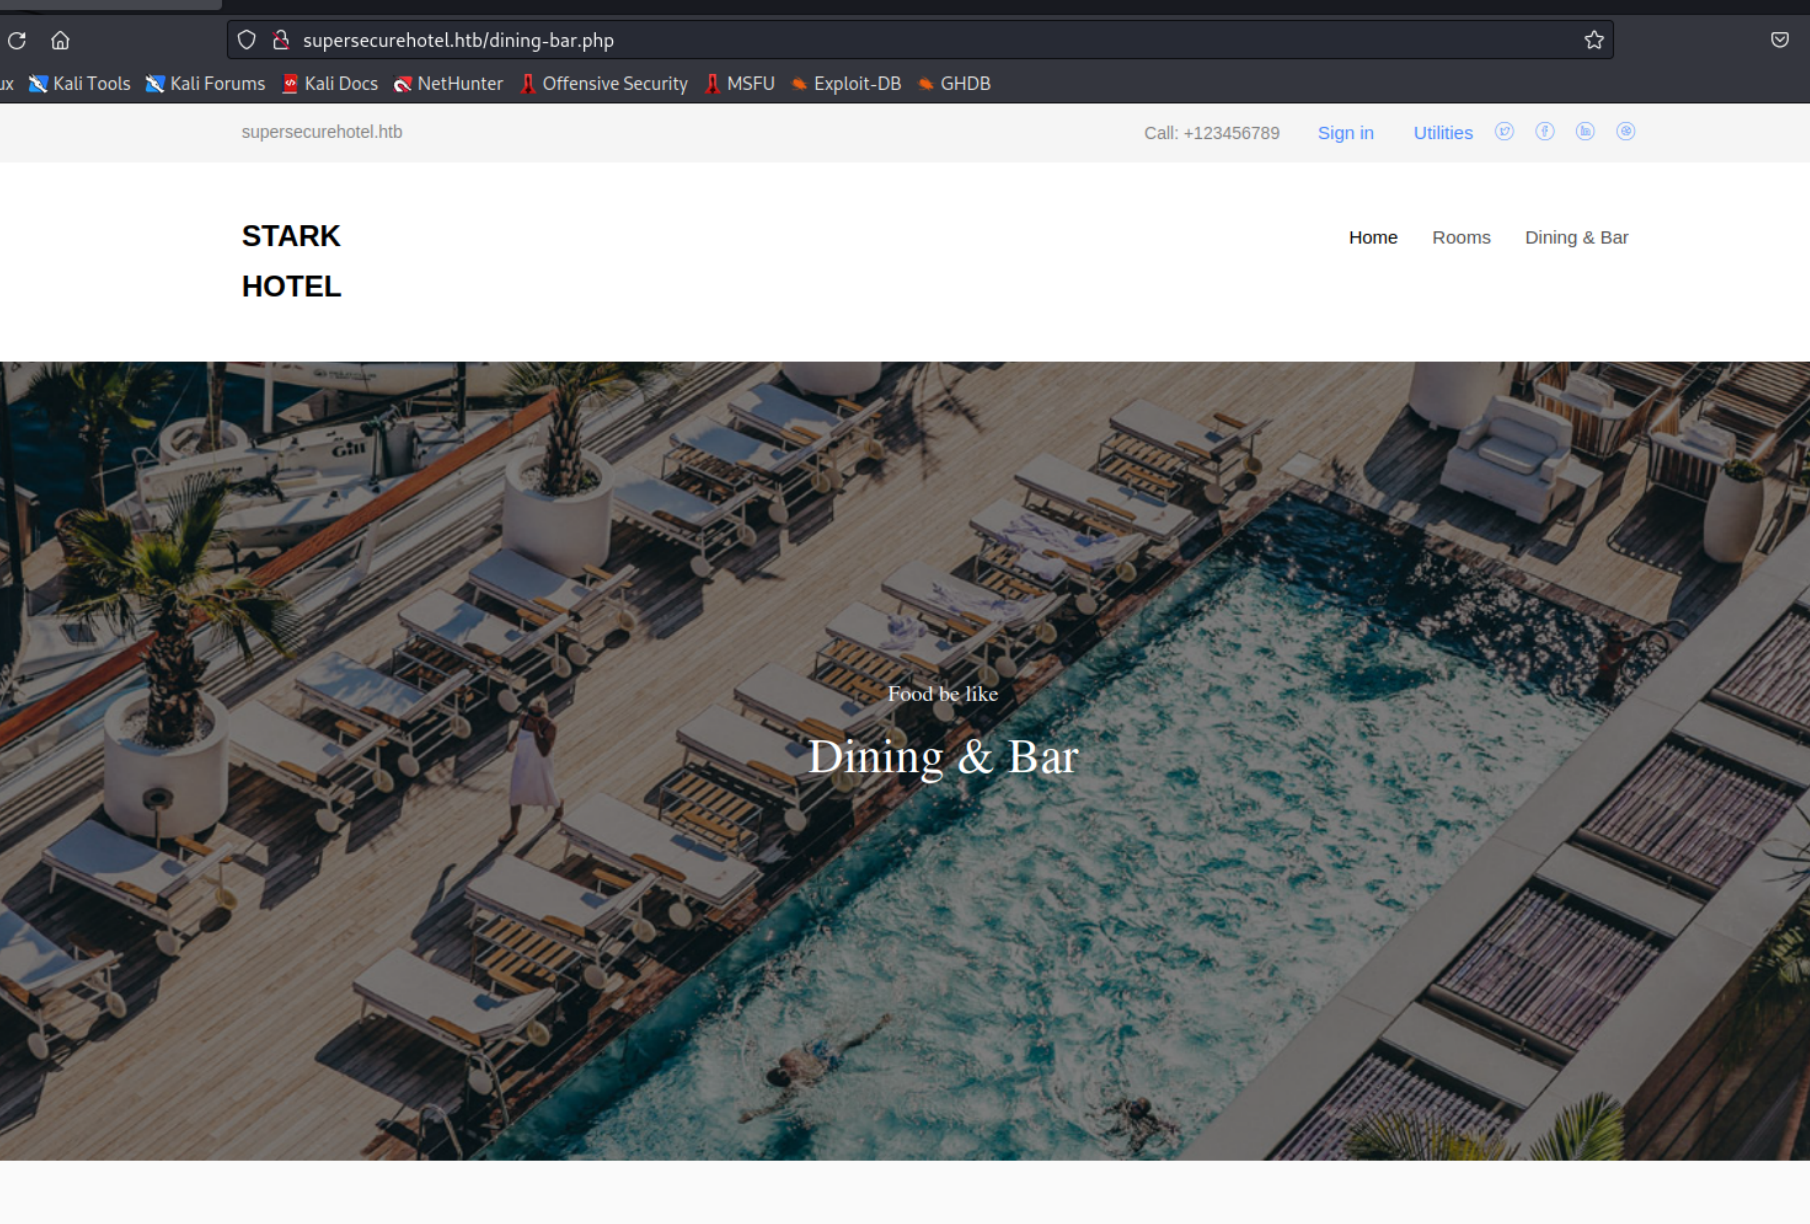 supersecurehotel.htb/dining-bar.php
ux Kali Tools Kali Forums Kali Docs NetHunter Offensive Security MSFU Exploit-DB GHDB
supersecurehotel.htb Call: +123456789 Sign in Utilities
STARK
HOTEL
Home Rooms Dining & Bar
Gill
Food be like
Dining & Bar